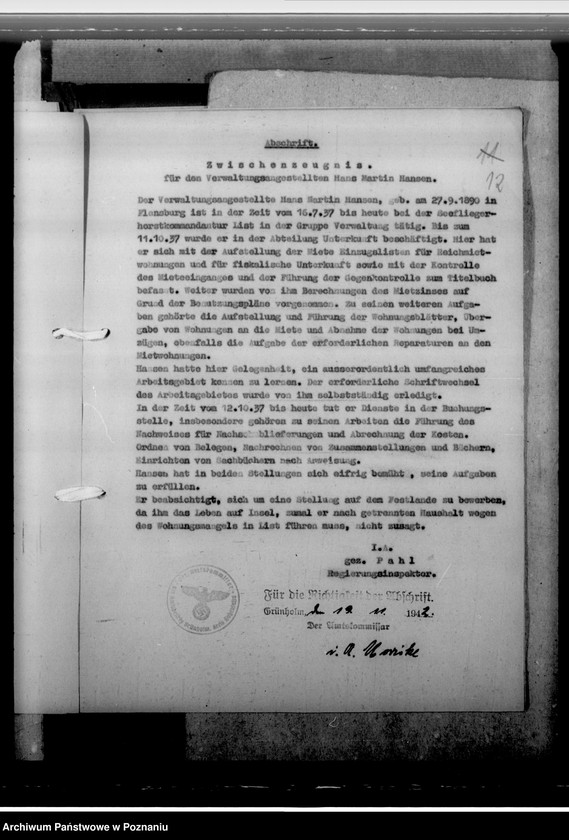 Abschrift.
11
12
Zwischenzeugnis.
für den Verwaltungsangestellten Hans Martin Hansen.
Der Verwaltungsangestellte Hans Martin Hansen, geb. am 27.9.1890 in
Flensburg ist in der Zeit vom 16.7.37 bis heute bei der Seeflieger-
horstkommandantur List in der Gruppe Verwaltung tätig. Bis zum
11.10.37 wurde er in der Abteilung Unterkunft beschäftigt. Hier hat
er sich mit der Aufstellung der Miete Einzugslisten für Reichmiet-
wohnungen und für fiskalische Unterkunft sowie mit der Kontrolle
des Mieteeinganges und der Führung der Gegenkontrolle zum Titelbuch
befasst. Weiter wurden von ihm Berechnungen des Mietzinses auf
Grund der Besatzungspläne vorgenommen. Zu seinen weiteren Aufga-
ben gehörte die Aufstellung und Führung der Wohnungsblätter, Über-
gabe von Wohnungen an die Miete und Abnahme der Wohnungen bei Um-
zügen, ebenfalls die Aufgabe der erforderlichen Reparaturen an den
Mietwohnungen.
Hansen hatte hier Gelegenheit, ein ausserordentlich umfangreiches
Arbeitsgebiet kennen zu lernen. Der erforderliche Schriftwechsel
des Arbeitsgebietes wurde von ihm selbstständig erledigt.
In der Zeit vom 12.10.37 bis heute tut er Dienste in der Buchungs-
stelle, insbesondere gehören zu seinen Arbeiten die Führung des
Nachweises für und Abrechnung der Kosten.
Ordnen von Belegen, Nachrechnen von Zusammenstellungen und Büchern,
Einrichten von Sachbüchern nach Anweisung.
Hansen hat in beiden Stellungen sich eifrig bemüht, seine Aufgaben
zu erfüllen.
Er beabsichtigt, sich um eine Stellung auf dem Festlande zu bewerben,
da ihm das Leben auf Insel, zumal er nach getrennten Haushalt wegen
des Wohnungsmangels in List führen muss, nicht zusagt.
I.A.
gez. Pahl
Regierungsinspektor.
Für die Richtigkeit der Abschrift.
Grünholm, den 19. 11. 1942.
Der Amtskommissar
i. A.
Archiwum Państwowe w Poznaniu